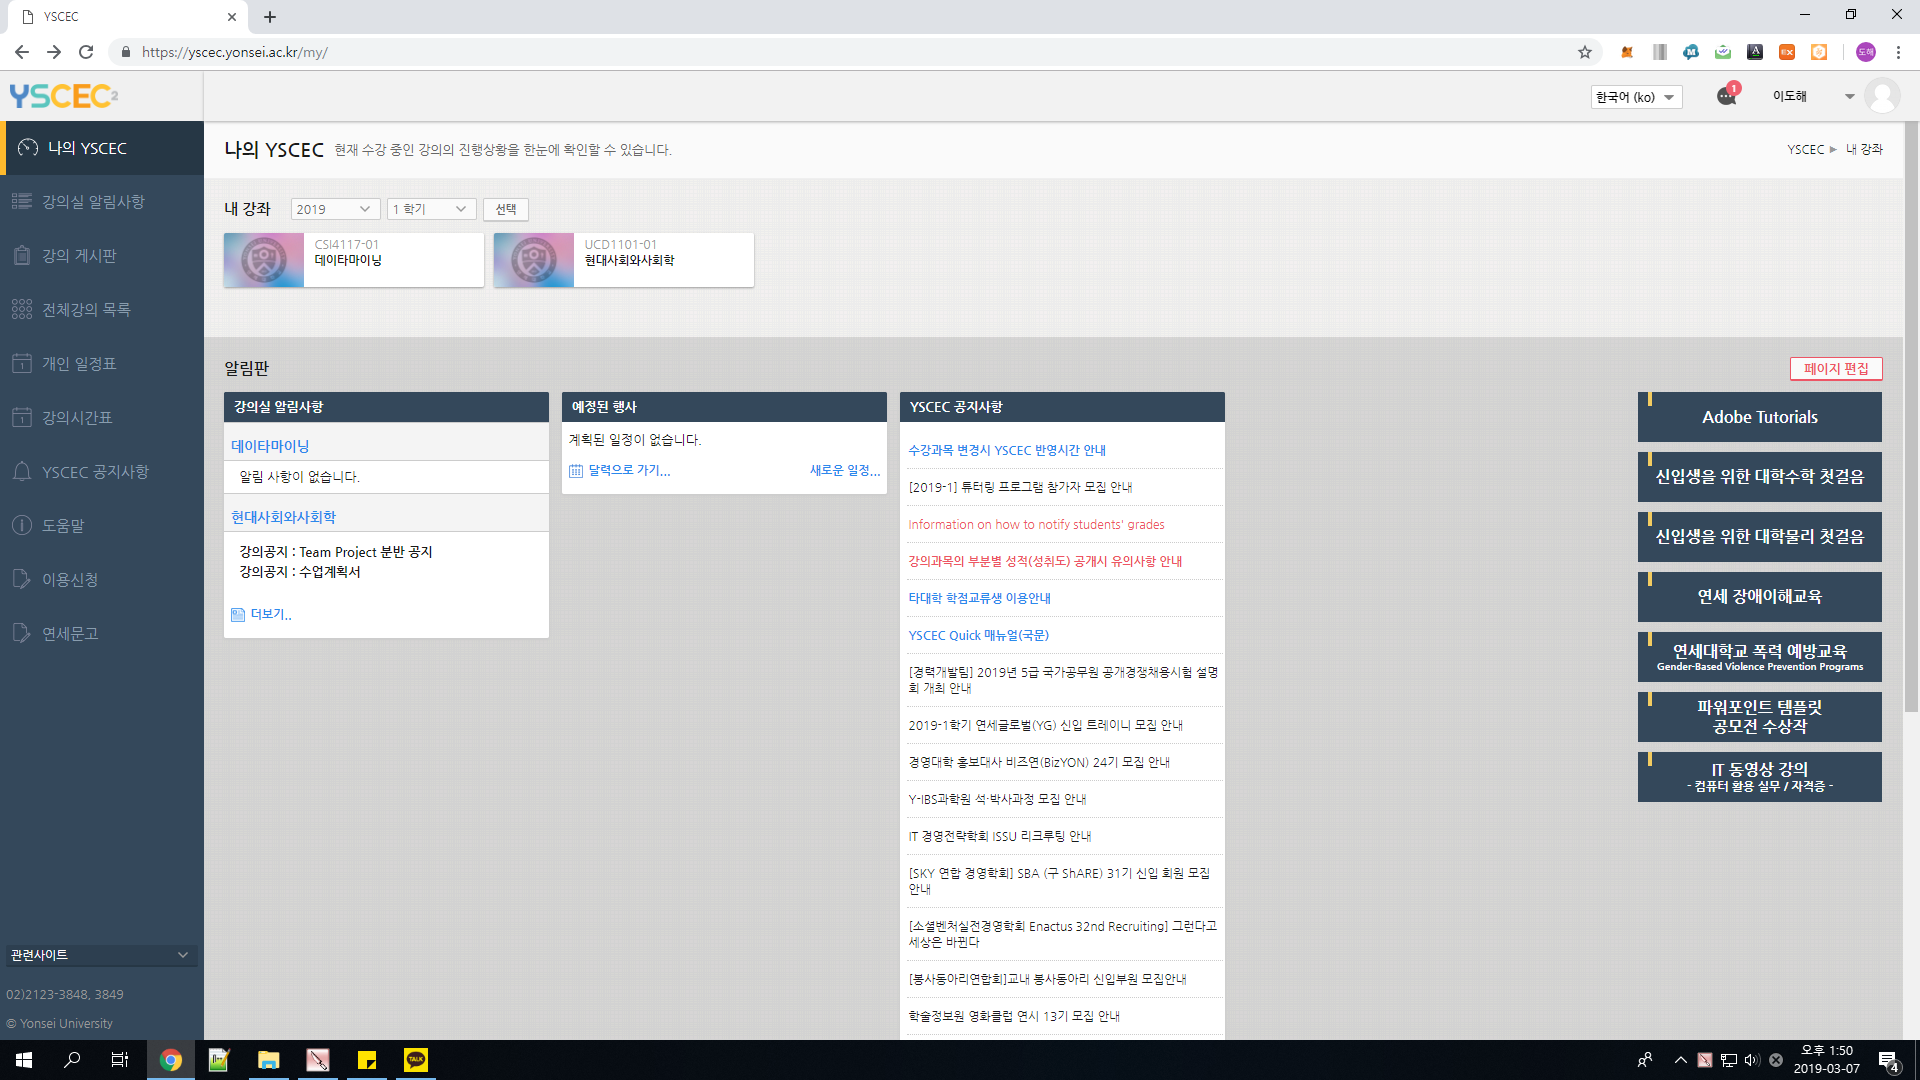 YSCEC
https://yscec.yonsei.ac.kr/my/
도해
YSCEC2
한국어 (ko)
1
이도해
나의 YSCEC
강의실 알림사항
강의 게시판
전체강의 목록
개인 일정표
강의시간표
YSCEC 공지사항
도움말
이용신청
연세문고
관련사이트
02)2123-3848, 3849
© Yonsei University
나의 YSCEC 현재 수강 중인 강의의 진행상황을 한눈에 확인할 수 있습니다.
YSCEC ► 내 강좌
내 강좌 2019 1 학기 선택
CSI4117-01
데이타마이닝
UCD1101-01
현대사회와사회학
알림판
페이지 편집
강의실 알림사항
데이타마이닝
알림 사항이 없습니다.
현대사회와사회학
강의공지 : Team Project 분반 공지
강의공지 : 수업계획서
더보기..
예정된 행사
계획된 일정이 없습니다.
달력으로 가기... 새로운 일정...
YSCEC 공지사항
수강과목 변경시 YSCEC 반영시간 안내
[2019-1] 튜터링 프로그램 참가자 모집 안내
Information on how to notify students' grades
강의과목의 부분별 성적(성취도) 공개시 유의사항 안내
타대학 학점교류생 이용안내
YSCEC Quick 매뉴얼(국문)
[경력개발팀] 2019년 5급 국가공무원 공개경쟁채용시험 설명
회 개최 안내
2019-1학기 연세글로벌(YG) 신입 트레이니 모집 안내
경영대학 홍보대사 비즈연(BizYON) 24기 모집 안내
Y-IBS과학원 석·박사과정 모집 안내
IT 경영전략학회 ISSU 리크루팅 안내
[SKY 연합 경영학회] SBA (구 ShARE) 31기 신입 회원 모집
안내
[소셜벤처실전경영학회 Enactus 32nd Recruiting] 그런다고
세상은 바뀐다
[봉사동아리연합회]교내 봉사동아리 신입부원 모집안내
학술정보원 영화클럽 연시 13기 모집 안내
Adobe Tutorials
신입생을 위한 대학수학 첫걸음
신입생을 위한 대학물리 첫걸음
연세 장애이해교육
연세대학교 폭력 예방교육
Gender-Based Violence Prevention Programs
파워포인트 템플릿
공모전 수상작
IT 동영상 강의
- 컴퓨터 활용 실무 / 자격증 -
TALK
오후 1:50
2019-03-07
4